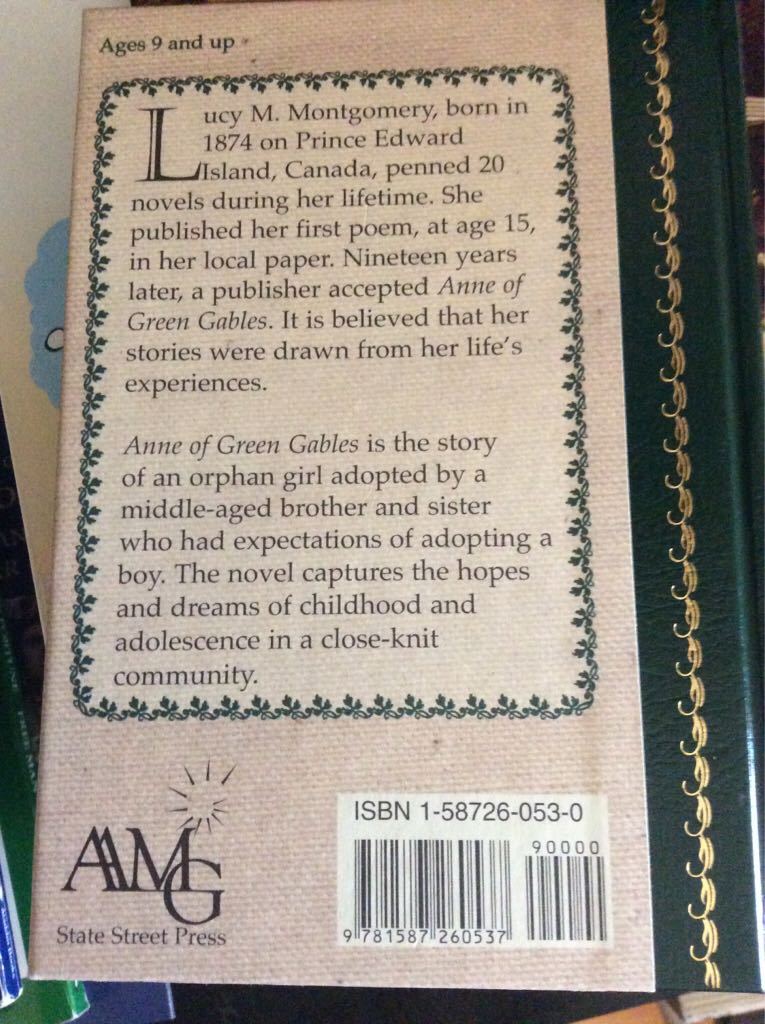 Ages 9 and up
Lucy M. Montgomery, born in
1874 on Prince Edward
Island, Canada, penned 20
novels during her lifetime. She
published her first poem, at age 15,
in her local paper. Nineteen years
later, a publisher accepted Anne of
Green Gables. It is believed that her
stories were drawn from her life's
experiences.
Anne of Green Gables is the story
of an orphan girl adopted by a
middle-aged brother and sister
who had expectations of adopting a
boy. The novel captures the hopes
and dreams of childhood and
adolescence in a close-knit
community.
AMG
State Street Press
ISBN 1-58726-053-0
90000
9 781587 260537